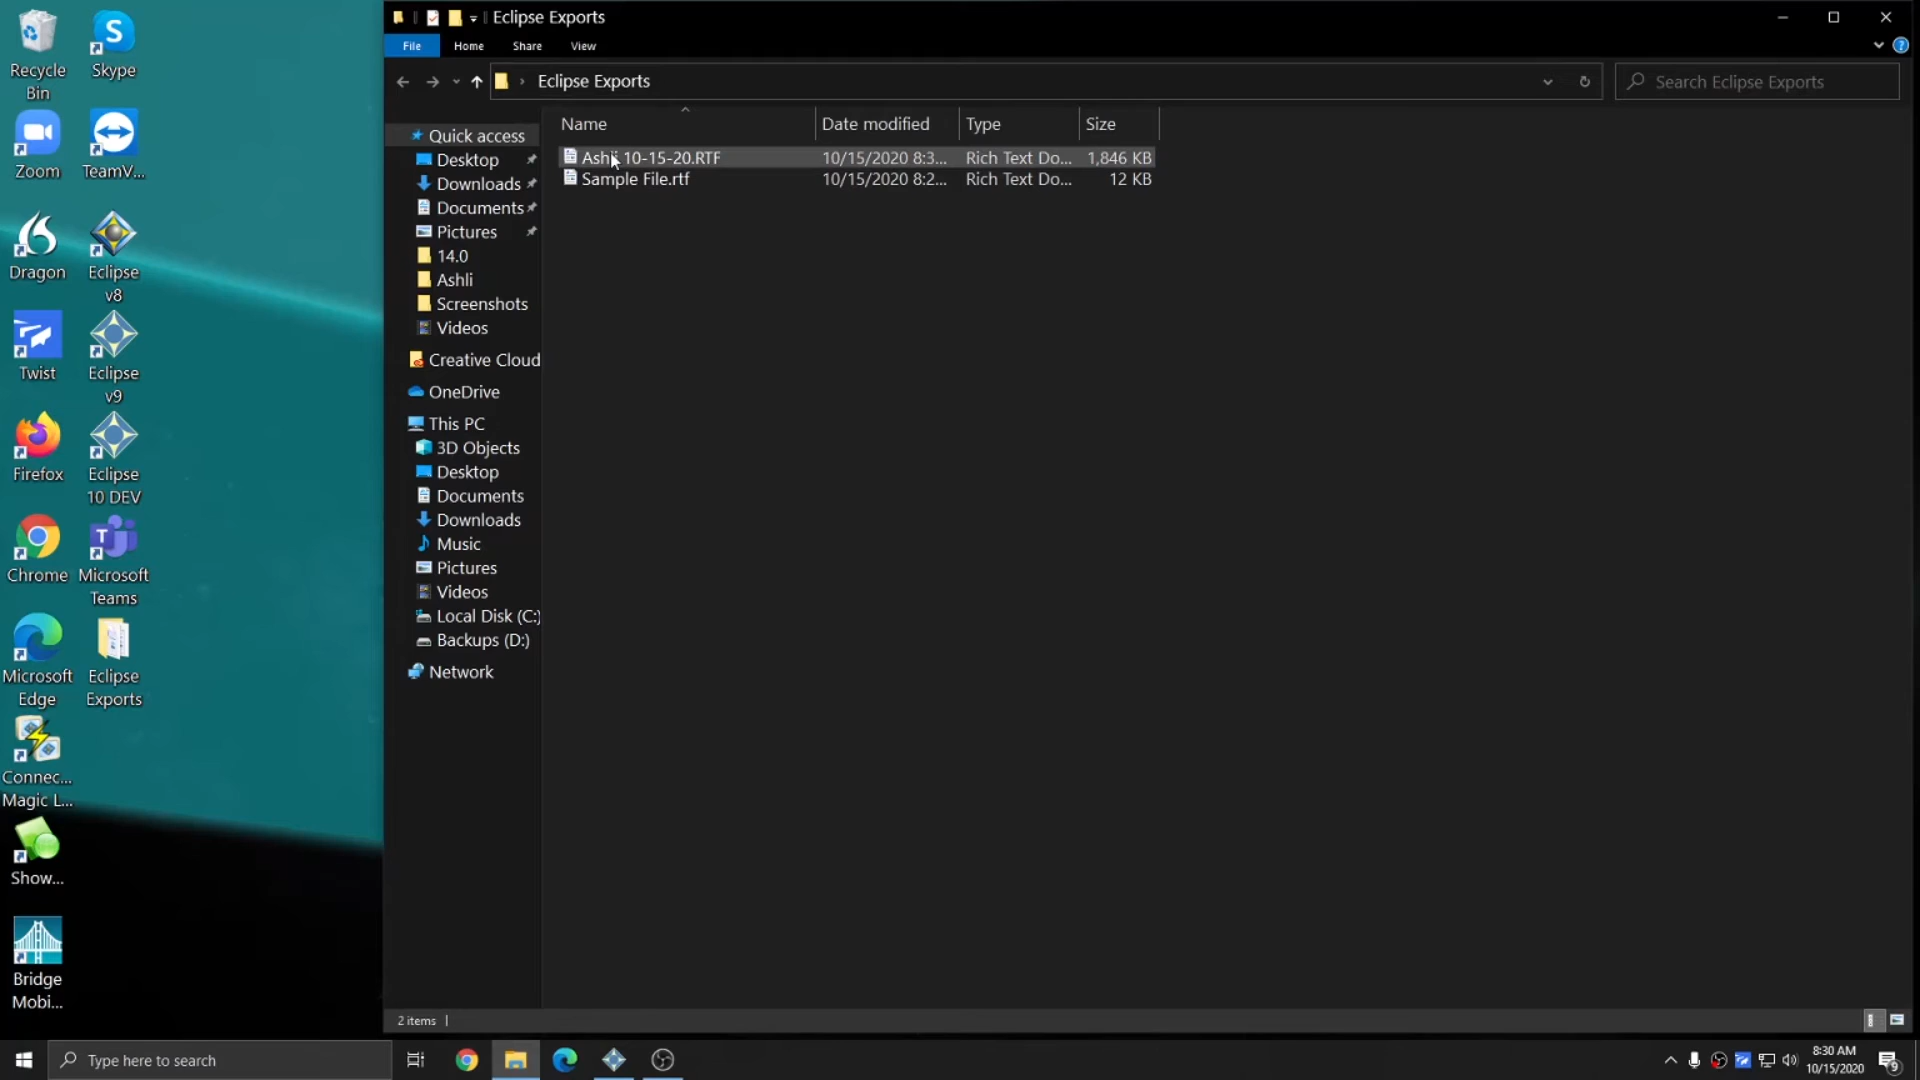 Eclipse Exports
File Home Share View
Eclipse Exports
Search Eclipse Exports
Name Date modified Type Size
Ashli 10-15-20.RTF 10/15/2020 8:3... Rich Text Do... 1,846 KB
Sample File.rtf 10/15/2020 8:2... Rich Text Do... 12 KB
Quick access
Desktop
Downloads
Documents
Pictures
14.0
Ashli
Screenshots
Videos
Creative Cloud
OneDrive
This PC
3D Objects
Desktop
Documents
Downloads
Music
Pictures
Videos
Local Disk (C:)
Backups (D:)
Network
2 items
Recycle
Bin
Skype
Zoom
TeamV...
Dragon
Eclipse
v8
Twist
Eclipse
v9
Firefox
Eclipse
10 DEV
Chrome
Microsoft
Teams
Microsoft
Edge
Eclipse
Exports
Connec...
Magic L...
Show...
Bridge
Mobi...
Type here to search
8:30 AM
10/15/2020
9